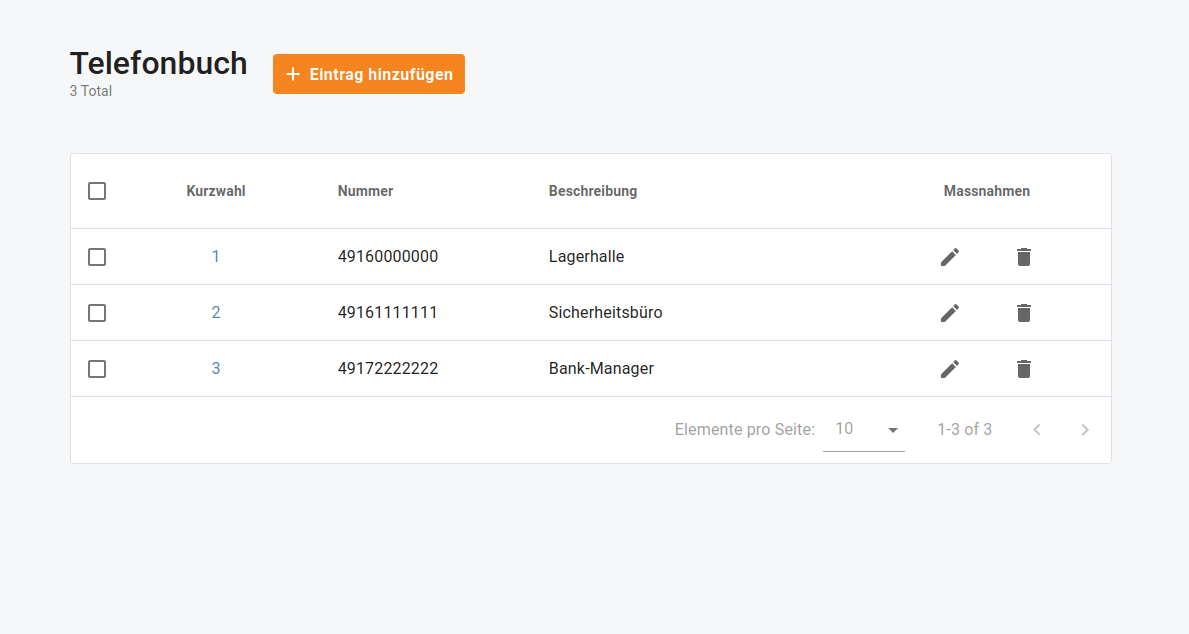 Telefonbuch
3 Total
Eintrag hinzufügen
Kurzwahl Nummer Beschreibung Massnahmen
1 49160000000 Lagerhalle
2 49161111111 Sicherheitsbüro
3 49172222222 Bank-Manager
Elemente pro Seite: 10 1-3 of 3